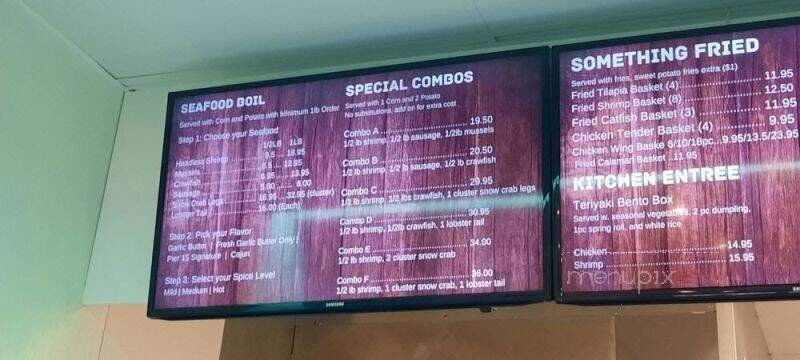 SEAFOOD BOIL
Served with Corn and Potato with Minimum 1lb Order
Step 1: Choose your Seafood
1/2LB 1LB
Headless Shrimp 9.5 18.95
Mussels 8.5 12.95
Crawfish 13.95
Sausage 5.00 8.00
Snow Crab Legs 16.95 32.95 (cluster)
Lobster Tail 16.00 (Each)
Step 2: Pick your Flavor
Garlic Butter | Fresh Garlic Butter Only |
Pier 15 Signature | Cajun
Step 3: Select your Spice Level
Mild | Medium | Hot
SAMSUNG
SPECIAL COMBOS
Served with 1 Corn and 2 Potato
No substitutions, add on for extra cost
Combo A 19.50
1/2 lb shrimp, 1/2 lb sausage, 1/2lb mussels
Combo B 20.50
1/2 lb shrimp, 1/2 lb sausage, 1/2 lb crawfish
Combo C 29.95
1/2 lb shrimp, 1/2 lbs crawfish, 1 cluster snow crab legs
Combo D 30.95
1/2 lb shrimp, 1/2lb crawfish, 1 lobster tail
Combo E 34.00
1/2 lb shrimp, 2 cluster snow crab
Combo F 36.00
1/2 lb shrimp, 1 cluster snow crab, 1 lobster tail
SOMETHING FRIED
Served with fries, sweet potato fries extra ($1)
Fried Tilapia Basket (4) 11.95
Fried Shrimp Basket (8) 12.50
Fried Catfish Basket (3) 11.95
Chicken Tender Basket (4) 9.95
Chicken Wing Baske 6/10/18pc...9.95/13.5/23.95
Fried Calamari Basket..11.95
KITCHEN ENTREE
Teriyaki Bento Box
Served w. seasonal vegetables, 2 pc dumpling,
1pc spring roll, and white rice
Chicken 14.95
Shrimp 15.95
menupix